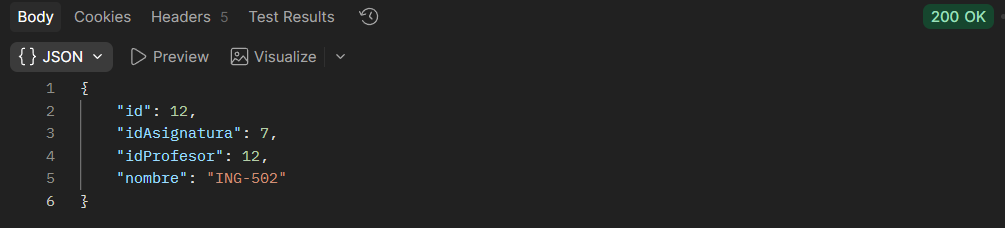 Body Cookies Headers 5 Test Results 200 OK
{} JSON Preview Visualize
1 {
2 "id": 12,
3 "idAsignatura": 7,
4 "idProfesor": 12,
5 "nombre": "ING-502"
6 }